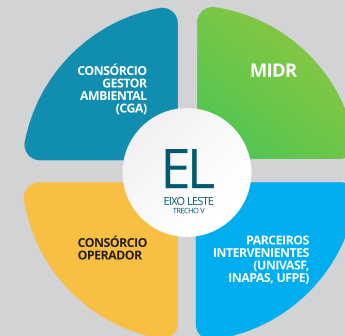 CONSÓRCIO
GESTOR
AMBIENTAL
(CGA)
MIDR
EL
EIXO LESTE
TRECHO V
CONSÓRCIO
OPERADOR
PARCEIROS
INTERVENIENTES
(UNIVASF,
INAPAS, UFPE)